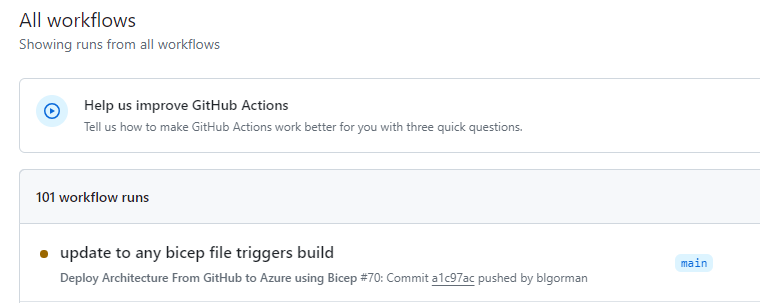 All workflows
Showing runs from all workflows
Help us improve GitHub Actions
Tell us how to make GitHub Actions work better for you with three quick questions.
101 workflow runs
update to any bicep file triggers build
main
Deploy Architecture From GitHub to Azure using Bicep #70: Commit a1c97ac pushed by blgorman